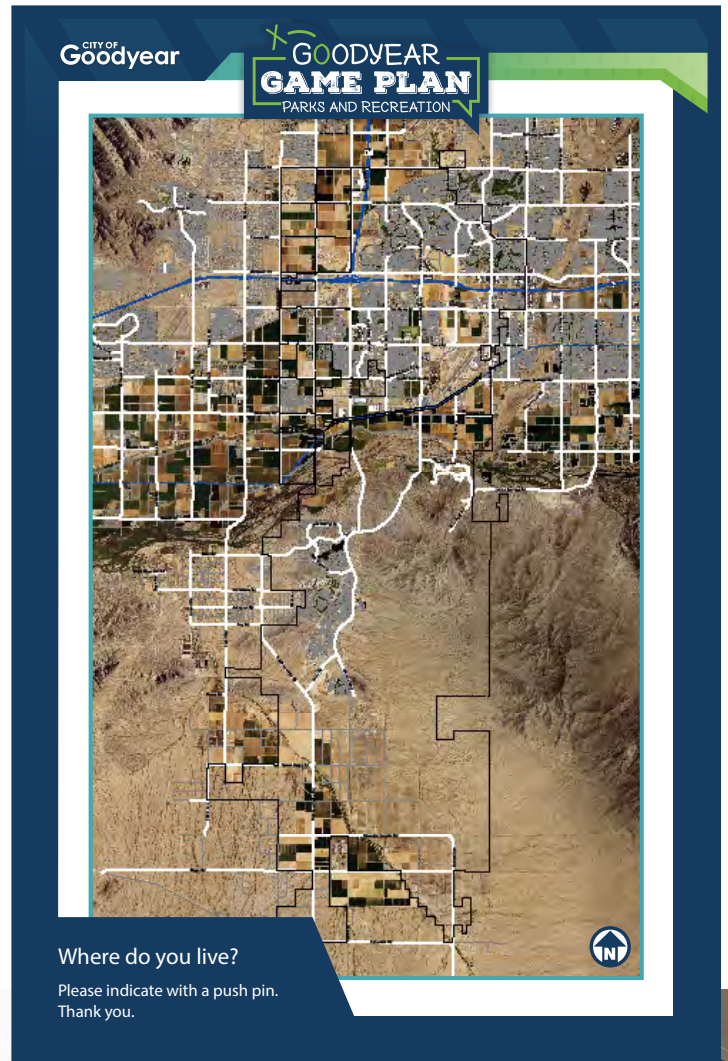 CITY OF
Goodyear
GOODYEAR
GAME PLAN
PARKS AND RECREATION
N
Where do you live?
Please indicate with a push pin.
Thank you.